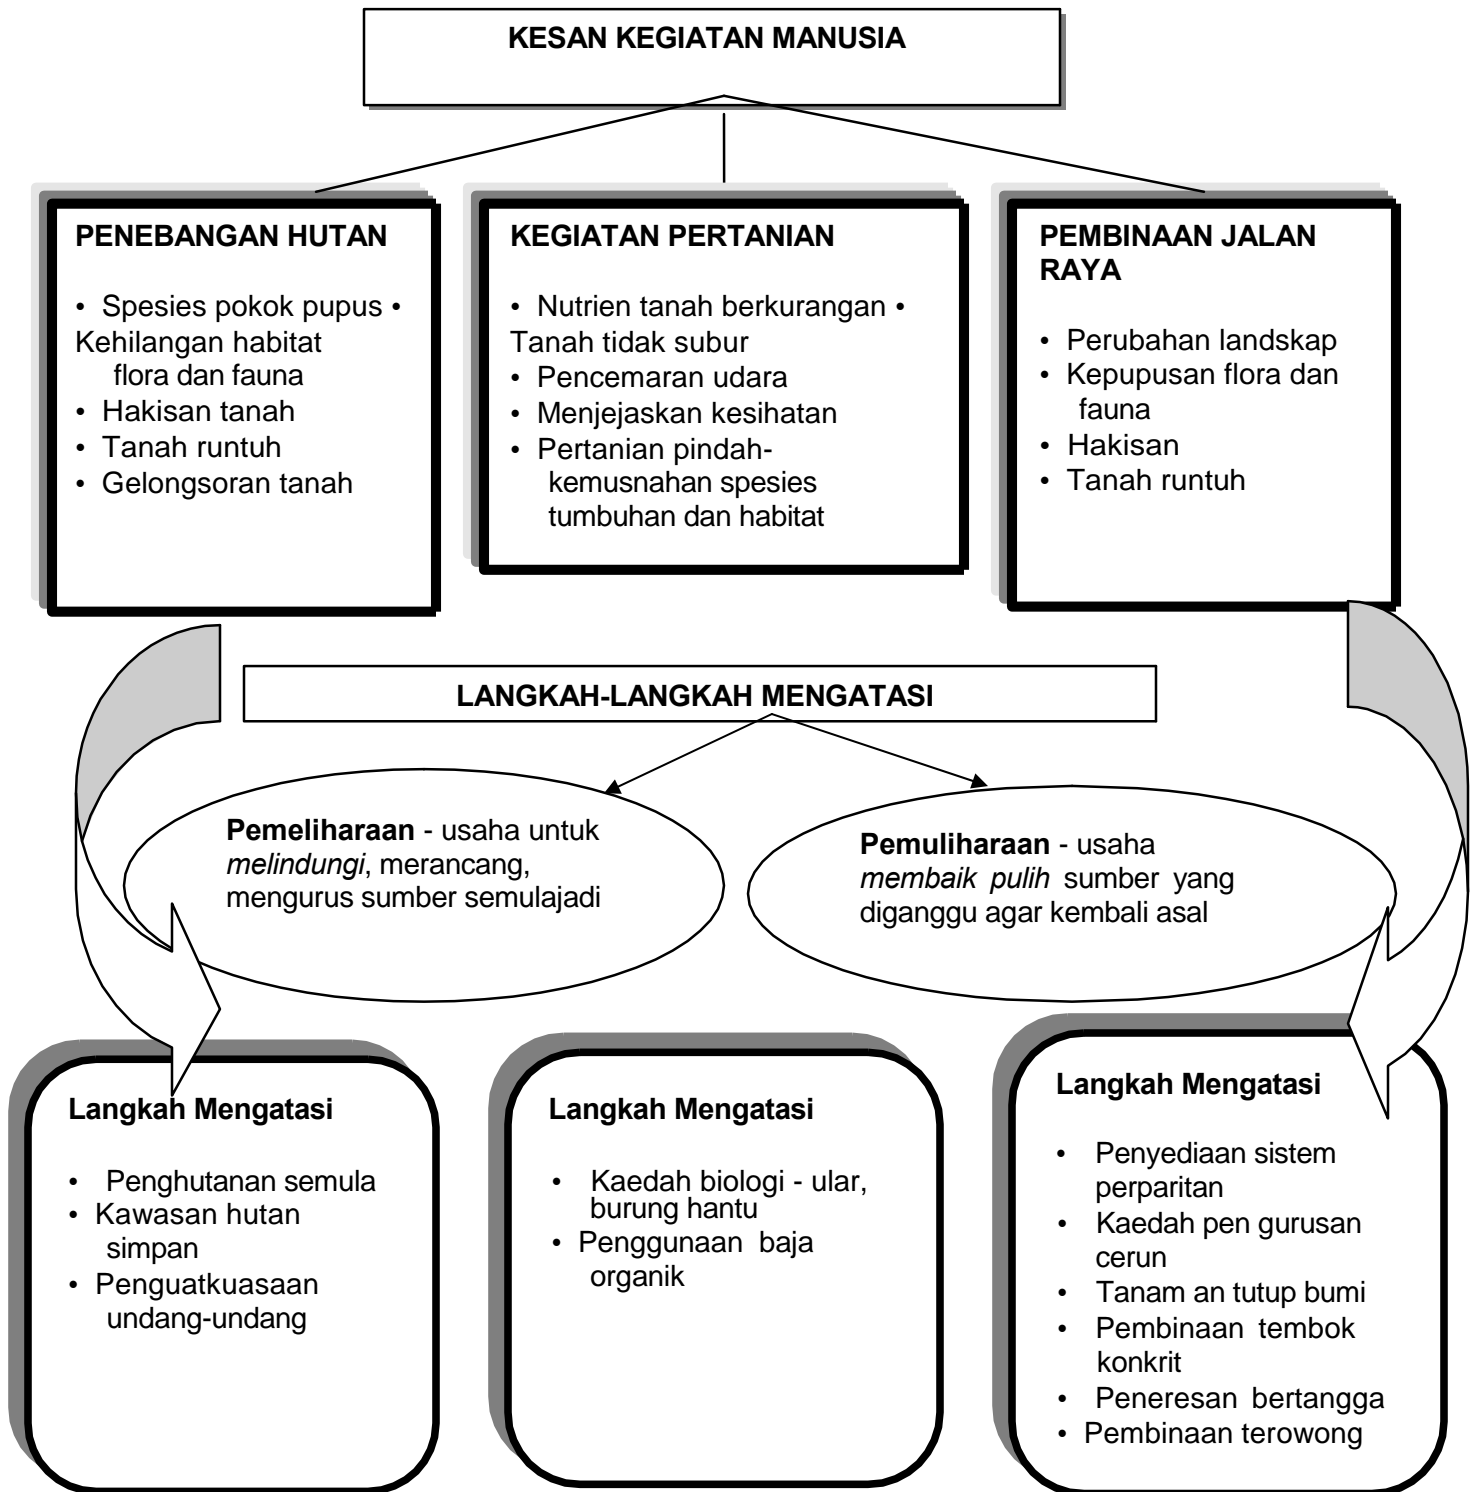 KESAN KEGIATAN MANUSIA
PENEBANGAN HUTAN
• Spesies pokok pupus •
Kehilangan habitat
flora dan fauna
• Hakisan tanah
• Tanah runtuh
• Gelongsoran tanah
KEGIATAN PERTANIAN
• Nutrien tanah berkurangan •
Tanah tidak subur
• Pencemaran udara
• Menjejaskan kesihatan
• Pertanian pindah-
kemusnahan spesies
tumbuhan dan habitat
PEMBINAAN JALAN
RAYA
• Perubahan landskap
• Kepupusan flora dan
fauna
• Hakisan
• Tanah runtuh
LANGKAH-LANGKAH MENGATASI
Pemeliharaan - usaha untuk
melindungi, merancang,
mengurus sumber semulajadi
Pemuliharaan - usaha
membaik pulih sumber yang
diganggu agar kembali asal
Langkah Mengatasi
• Penghutanan semula
• Kawasan hutan
simpan
• Penguatkuasaan
undang-undang
Langkah Mengatasi
• Kaedah biologi - ular,
burung hantu
• Penggunaan baja
organik
Langkah Mengatasi
• Penyediaan sistem
perparitan
• Kaedah pen gurusan
cerun
• Tanam an tutup bumi
• Pembinaan tembok
konkrit
• Peneresan bertangga
• Pembinaan terowong